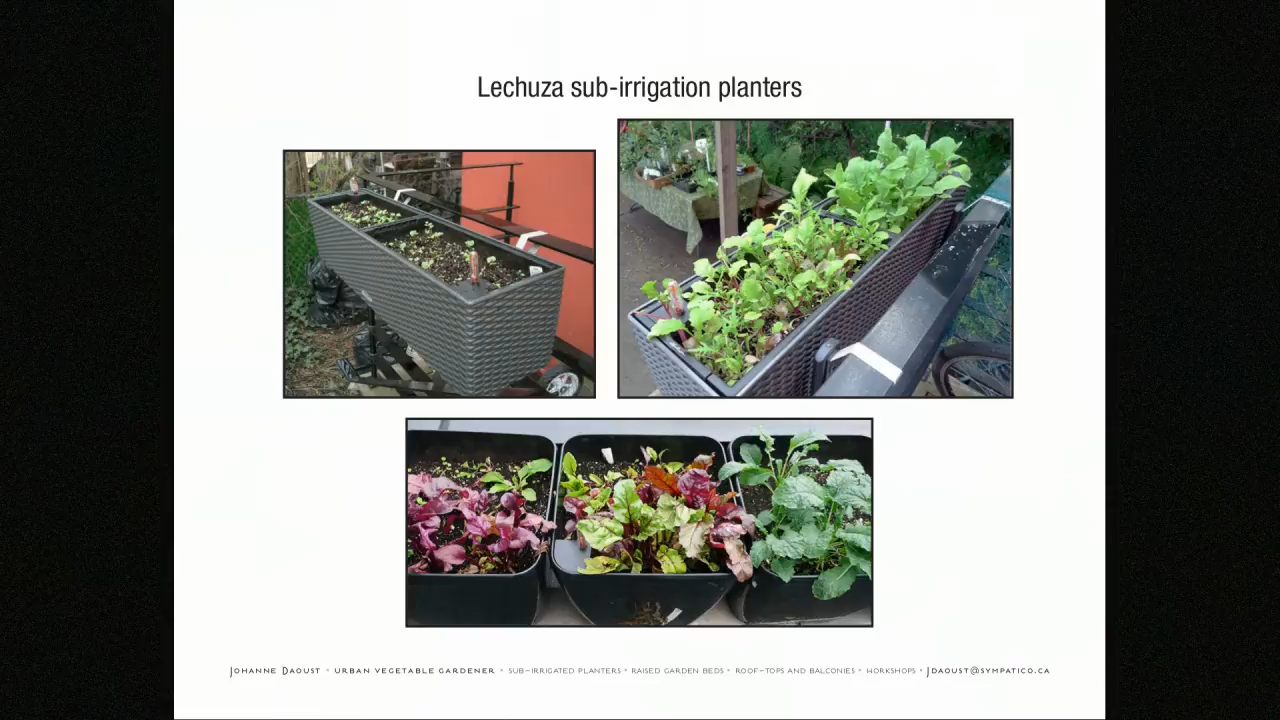 Lechuza sub-irrigation planters
Johanne Daoust • urban vegetable gardener • sub-irrigated planters • raised garden beds • roof-tops and balconies • workshops • jdaoust@sympatico.ca